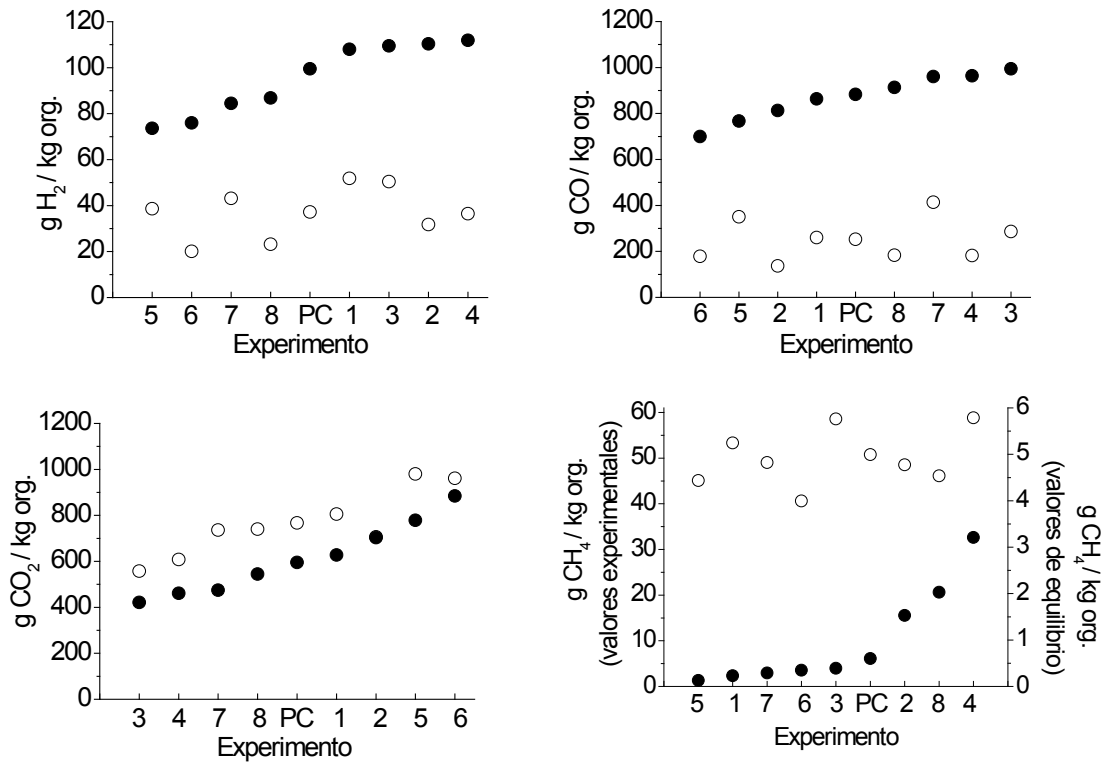 g H2 / kg org.
120
100
80
60
40
20
0
5 6 7 8 PC 1 3 2 4
Experimento
g CO / kg org.
1200
1000
800
600
400
200
0
6 5 2 1 PC 8 7 4 3
Experimento
g CO2 / kg org.
1200
1000
800
600
400
200
0
3 4 7 8 PC 1 2 5 6
Experimento
g CH4 / kg org.
(valores experimentales)
60
50
40
30
20
10
0
5 1 7 6 3 PC 2 8 4
Experimento
6
5
4
3
2
1
0
g CH4 / kg org.
(valores de equilibrio)